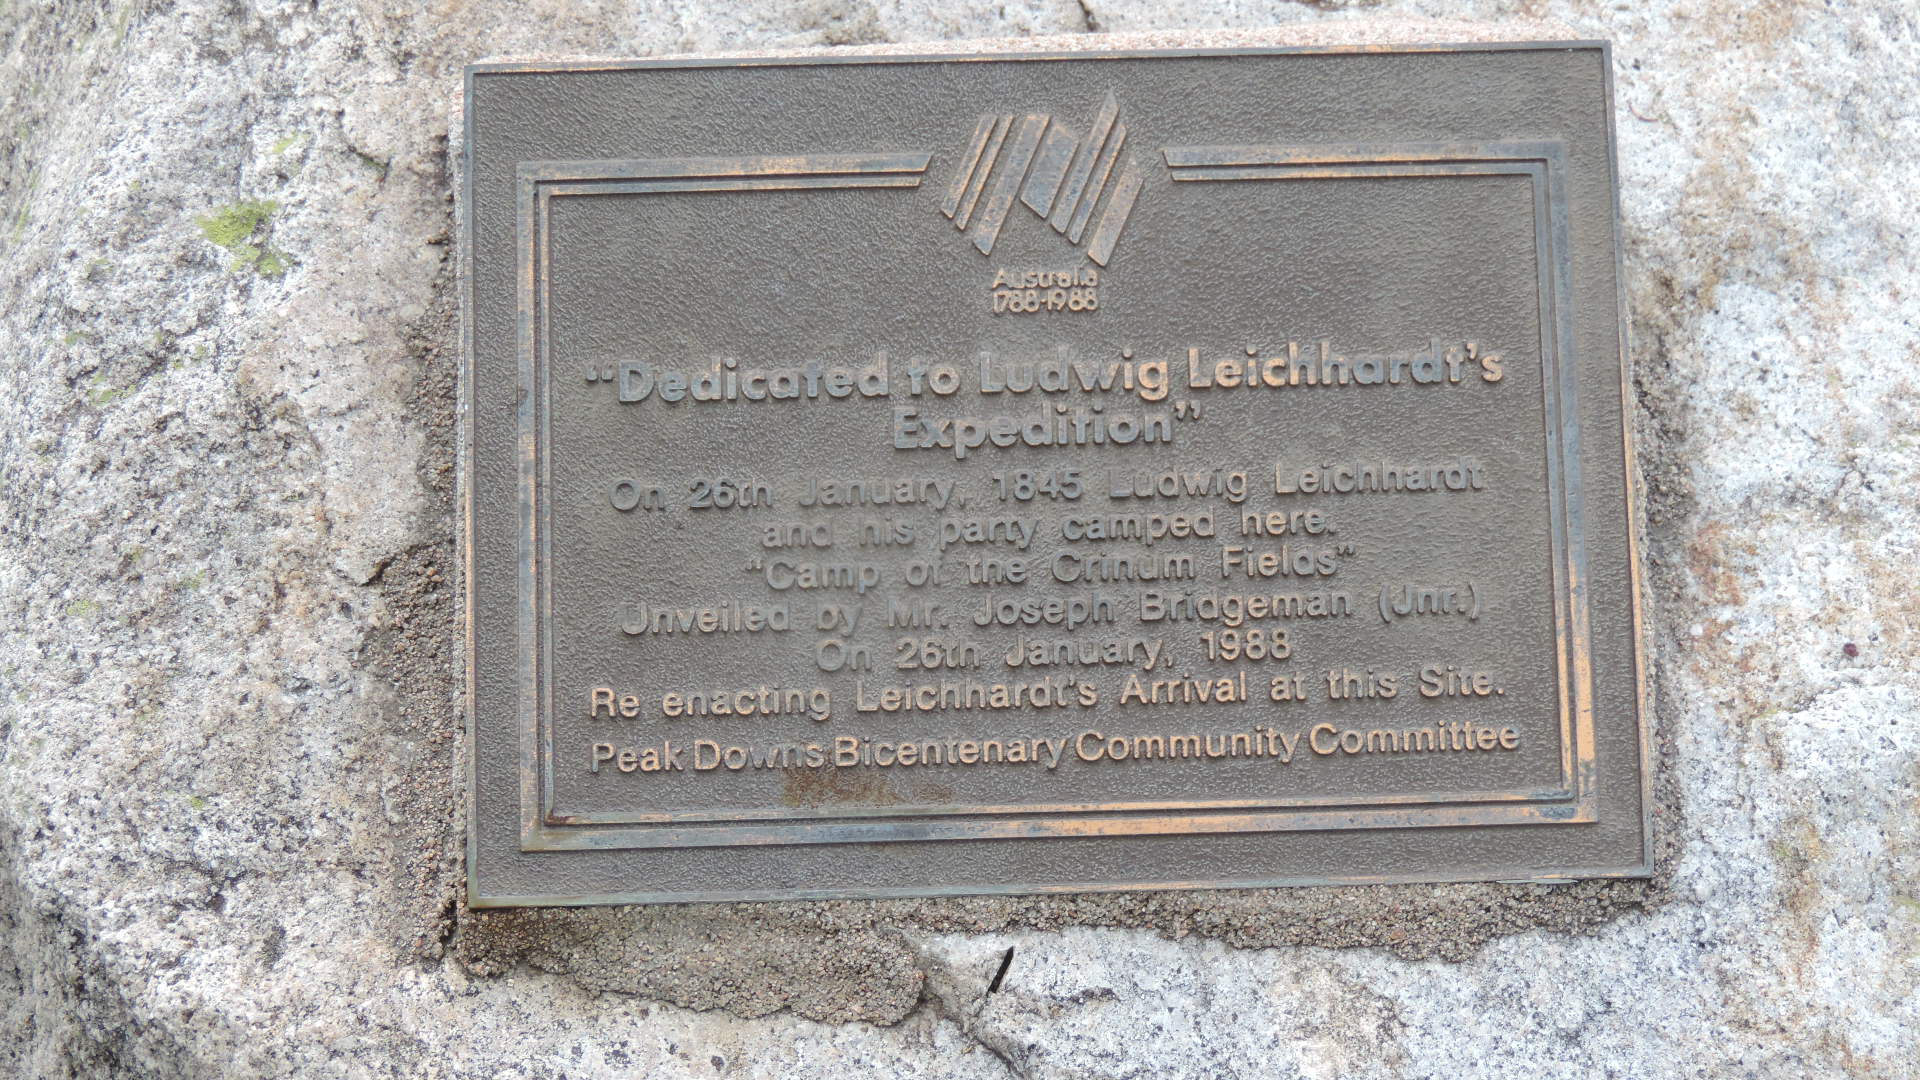 Australia
1788-1988
“Dedicated to Ludwig Leichhardt’s
Expedition”
On 26th January, 1845 Ludwig Leichhardt
and his party camped here.
“Camp of the Crinum Fields”
Unveiled by Mr. Joseph Bridgeman (Jnr.)
On 26th January, 1988
Re enacting Leichhardt's Arrival at this Site.
Peak Downs Bicentenary Community Committee